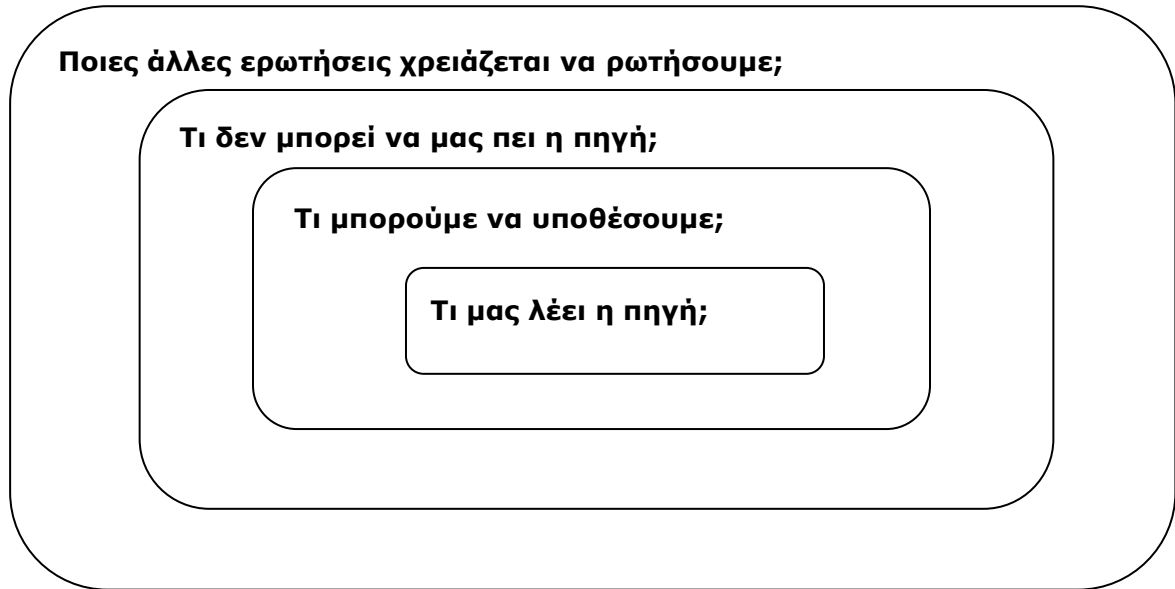 Ποιες άλλες ερωτήσεις χρειάζεται να ρωτήσουμε;
Τι δεν μπορεί να μας πει η πηγή;
Τι μπορούμε να υποθέσουμε;
Τι μας λέει η πηγή;